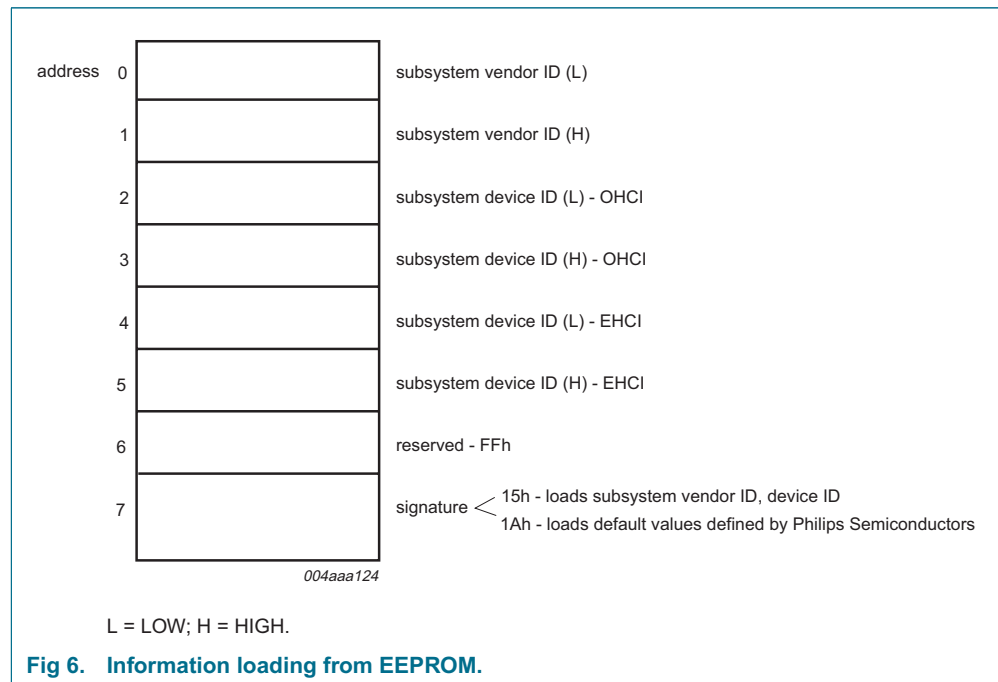 address 0 subsystem vendor ID (L)
1 subsystem vendor ID (H)
2 subsystem device ID (L) - OHCI
3 subsystem device ID (H) - OHCI
4 subsystem device ID (L) - EHCI
5 subsystem device ID (H) - EHCI
6 reserved - FFh
15h - loads subsystem vendor ID, device ID
7 signature
1Ah - loads default values defined by Philips Semiconductors
004aaa124
L = LOW; H = HIGH.
Fig 6. Information loading from EEPROM.